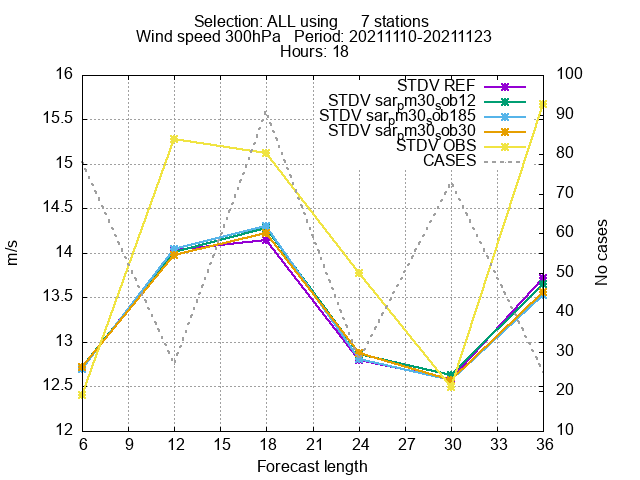 Selection: ALL using 7 stations
Wind speed 300hPa Period: 20211110-20211123
Hours: 18
STDV REF
STDV sarpm30sob12
STDV sarpm30sob185
STDV sarpm30sob30
STDV OBS
CASES
16
15.5
15
14.5
14
13.5
13
12.5
12
m/s
100
90
80
70
60
50
40
30
20
10
No cases
6 9 12 15 18 21 24 27 30 33 36
Forecast length